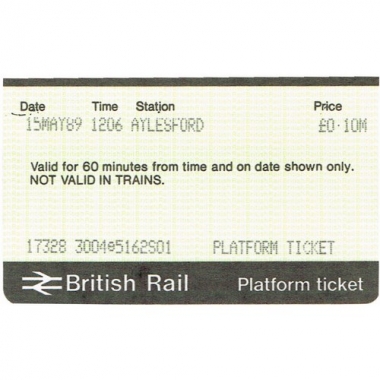 Date Time Station Price
15MAY89 1206 AYLESFORD £0·10M
Valid for 60 minutes from time and on date shown only.
NOT VALID IN TRAINS.
17328 3004 5162S01 PLATFORM TICKET
British Rail Platform ticket